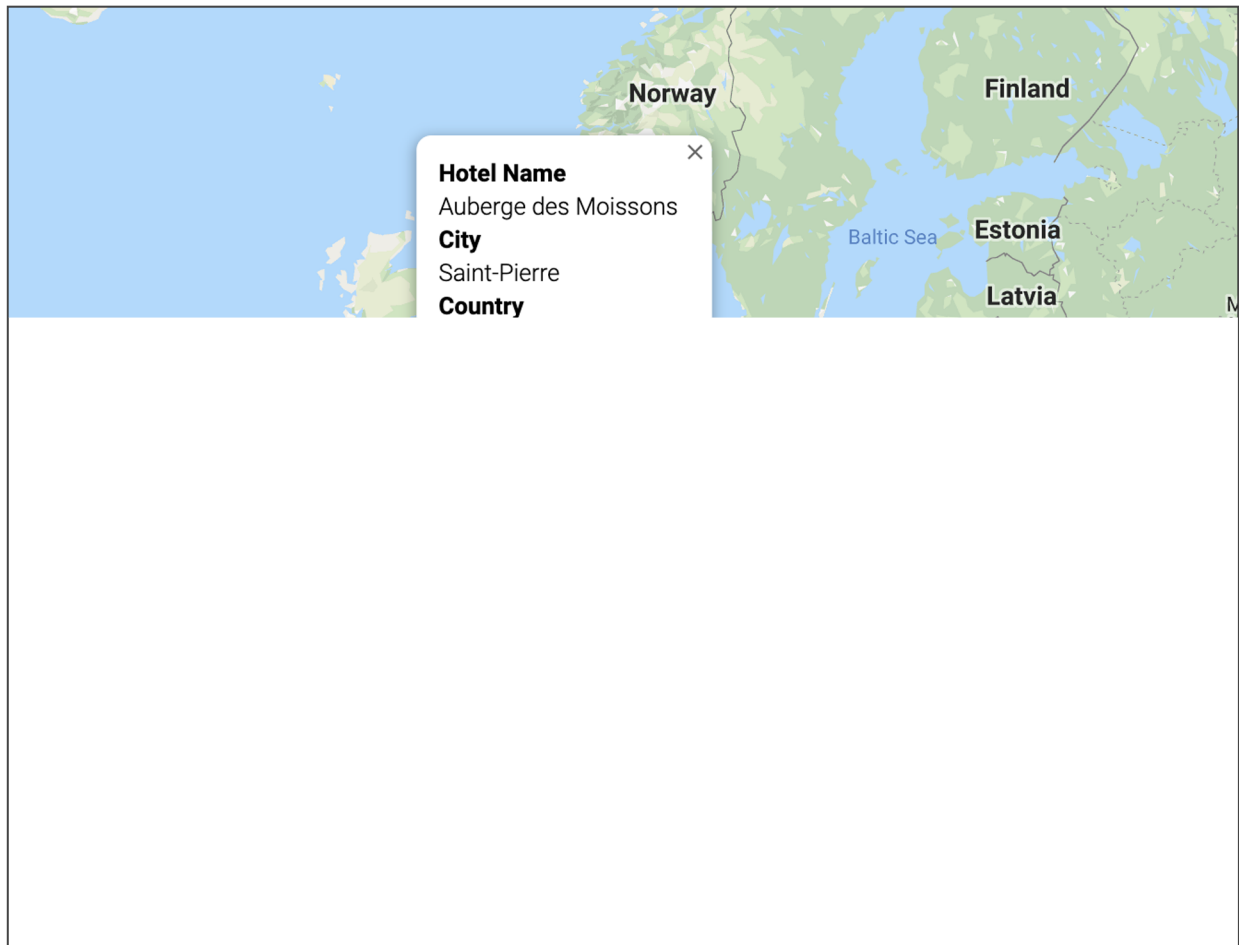 Norway
Finland
Hotel Name
Auberge des Moissons
City
Saint-Pierre
Country
Baltic Sea
Estonia
Latvia